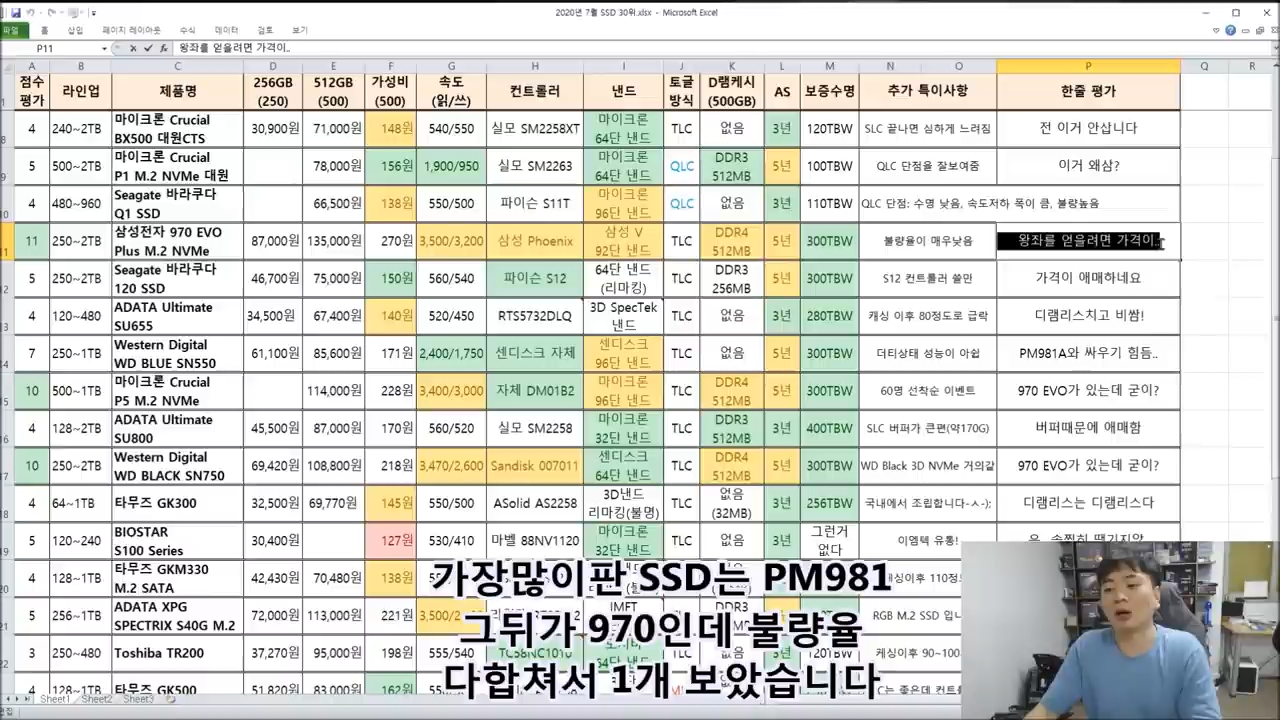 2020년 7월 SSD 30위.xlsx - Microsoft Excel
파일 홈 삽입 페이지 레이아웃 수식 데이터 검토 보기
P11 fx 왕좌를 얻을려면 가격이..
A B C D E F G H I J K L M N O P Q R
점수 평가 라인업 제품명 256GB (250) 512GB (500) 가성비 (500) 속도 (읽/쓰) 컨트롤러 낸드 토글 방식 D램케시 (500GB) AS 보증수명 추가 특이사항 한줄 평가
4 240~2TB 마이크론 Crucial BX500 대원CTS 30,900원 71,000원 148원 540/550 실모 SM2258XT 마이크론 64단 낸드 TLC 없음 3년 120TBW SLC 끝나면 심하게 느려짐 전 이거 안삽니다
5 500~2TB 마이크론 Crucial P1 M.2 NVMe 대원 78,000원 156원 1,900/950 실모 SM2263 마이크론 64단 낸드 QLC DDR3 512MB 5년 100TBW QLC 단점을 잘보여줌 이거 왜삼?
4 480~960 Seagate 바라쿠다 Q1 SSD 66,500원 138원 550/500 파이슨 S11T 마이크론 96단 낸드 QLC 없음 3년 110TBW QLC 단점: 수명 낮음, 속도저하 폭이 큼, 불량높음
11 250~2TB 삼성전자 970 EVO Plus M.2 NVMe 87,000원 135,000원 270원 3,500/3,200 삼성 Phoenix 삼성 V 92단 낸드 TLC DDR4 512MB 5년 300TBW 불량율이 매우낮음 왕좌를 얻을려면 가격이..
5 250~2TB Seagate 바라쿠다 120 SSD 46,700원 75,000원 150원 560/540 파이슨 S12 64단 낸드 (리마킹) TLC DDR3 256MB 5년 300TBW S12 컨트롤러 쓸만 가격이 애매하네요
4 120~480 ADATA Ultimate SU655 34,500원 67,400원 140원 520/450 RTS5732DLQ 3D SpecTek 낸드 TLC 없음 3년 280TBW 캐싱 이후 80정도로 급락 디램리스치고 비쌈!
7 250~1TB Western Digital WD BLUE SN550 61,100원 85,600원 171원 2,400/1,750 센디스크 자체 센디스크 96단 낸드 TLC 없음 5년 300TBW 더티상태 성능이 아쉽 PM981A와 싸우기 힘듬..
10 500~1TB 마이크론 Crucial P5 M.2 NVMe 114,000원 228원 3,400/3,000 자체 DM01B2 마이크론 96단 낸드 TLC DDR4 512MB 5년 300TBW 60명 선착순 이벤트 970 EVO가 있는데 굳이?
4 128~2TB ADATA Ultimate SU800 45,500원 87,000원 170원 560/520 실모 SM2258 마이크론 32단 낸드 TLC DDR3 512MB 3년 400TBW SLC 버퍼가 큰편(약170G) 버퍼때문에 애매함
10 250~2TB Western Digital WD BLACK SN750 69,420원 108,800원 218원 3,470/2,600 Sandisk 007011 센디스크 64단 낸드 TLC DDR4 512MB 5년 300TBW WD Black 3D NVMe 거의같 970 EVO가 있는데 굳이?
4 64~1TB 타무즈 GK300 32,500원 69,770원 145원 550/500 ASolid AS2258 3D낸드 리마킹(불명) TLC 없음 (32MB) 3년 256TBW 국내에서 조립합니다-ㅅ-); 디램리스는 디램리스다
5 120~240 BIOSTAR S100 Series 30,400원 127원 530/410 마벨 88NV1120 마이크론 32단 낸드 TLC 없음 3년 그런거 없다 이엠텍 유통!
4 128~1TB 타무즈 GKM330 M.2 SATA 42,430원 70,480원 138원
5 256~1TB ADATA XPG SPECTRIX S40G M.2 72,000원 113,000원 221원 IMFT DDR3 RGB M.2 SSD
3 250~480 Toshiba TR200 37,270원 95,000원 198원 555/540 TC58NC1010 없음 120TBW
4 128~1TB 타무즈 GK500 51,820원 83,000원 162원
가장많이판 SSD는 PM981
그뒤가 970인데 불량율
다합쳐서 1개 보았습니다
Sheet1 Sheet2 Sheet3